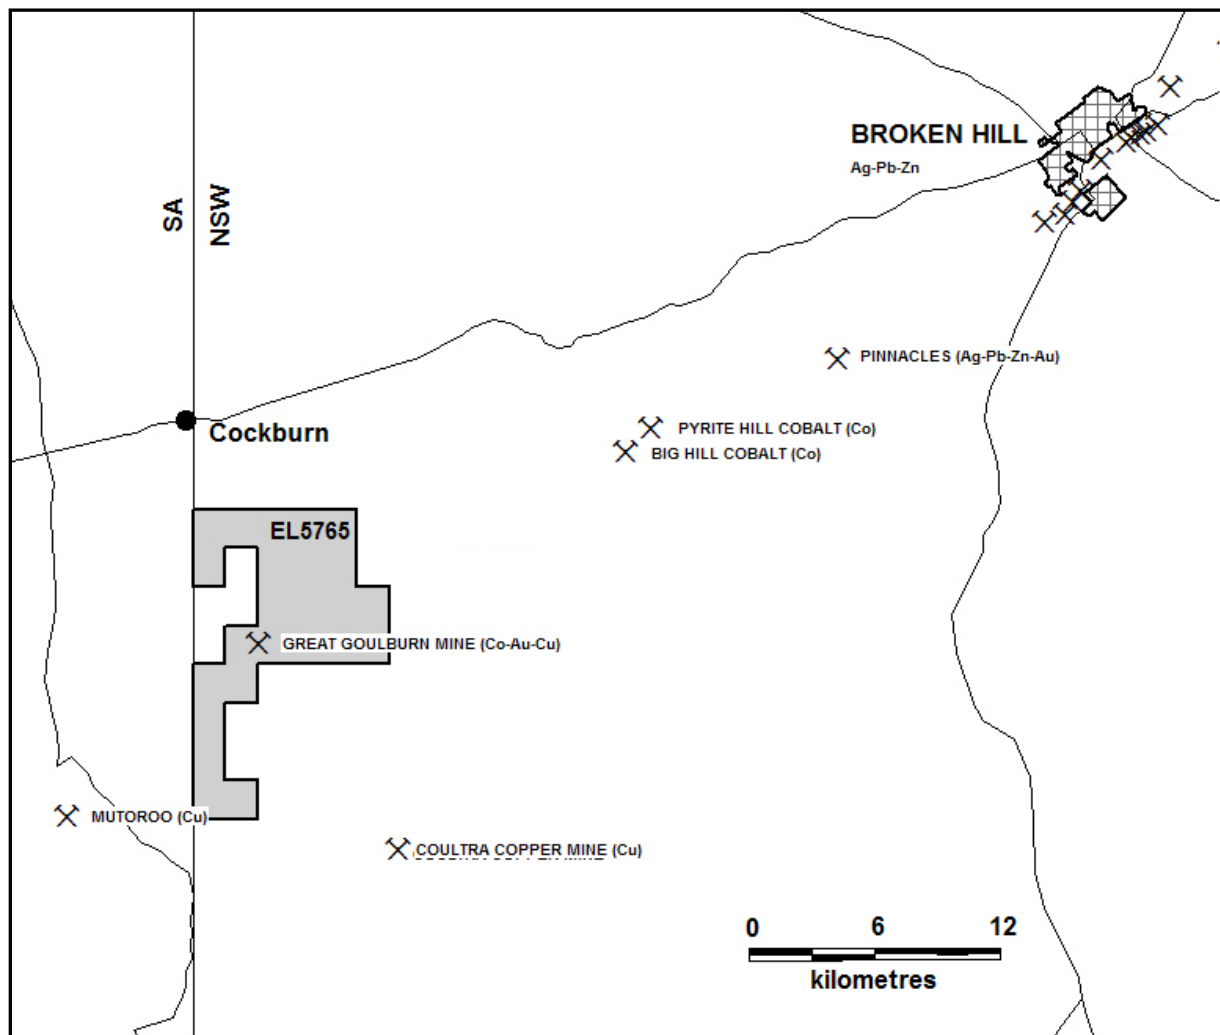 BROKEN HILL
Ag-Pb-Zn
SA
NSW
PINNACLES (Ag-Pb-Zn-Au)
Cockburn
PYRITE HILL COBALT (Co)
BIG HILL COBALT (Co)
EL5765
GREAT GOULBURN MINE (Co-Au-Cu)
MUTOROO (Cu)
COULTRA COPPER MINE (Cu)
0 6 12
kilometres